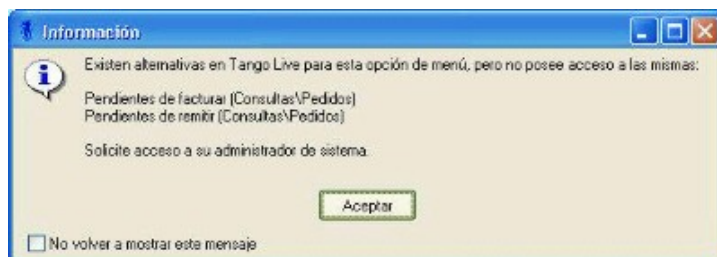 Información
Existen alternativas en Tango Live para esta opción de menú, pero no posee acceso a las mismas:
Pendientes de facturar (Consultas\Pedidos)
Pendientes de remitir (Consultas\Pedidos)
Solicite acceso a su administrador de sistema.
Aceptar
No volver a mostrar este mensaje